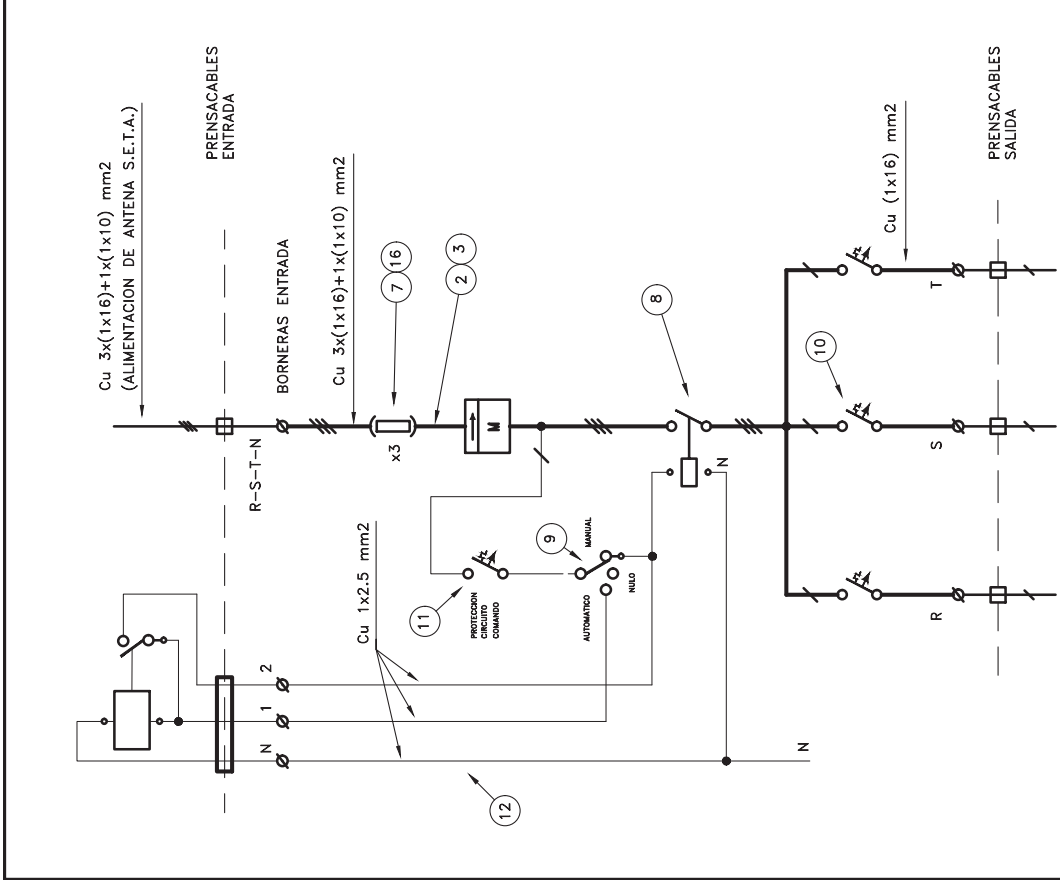 Cu 3x(1x16)+1x(1x10) mm2
(ALIMENTACION DE ANTENA S.E.T.A.)
PRENSACABLES
ENTRADA
R-S-T-N
BORNERAS ENTRADA
Cu 3x(1x16)+1x(1x10) mm2
7
16
x3
2
3
M
8
N
9
MANUAL
NULO
AUTOMATICO
11
PROTECCION
CIRCUITO
COMANDO
Cu 1x2.5 mm2
N
1
2
12
N
10
Cu (1x16) mm2
R
S
T
PRENSACABLES
SALIDA